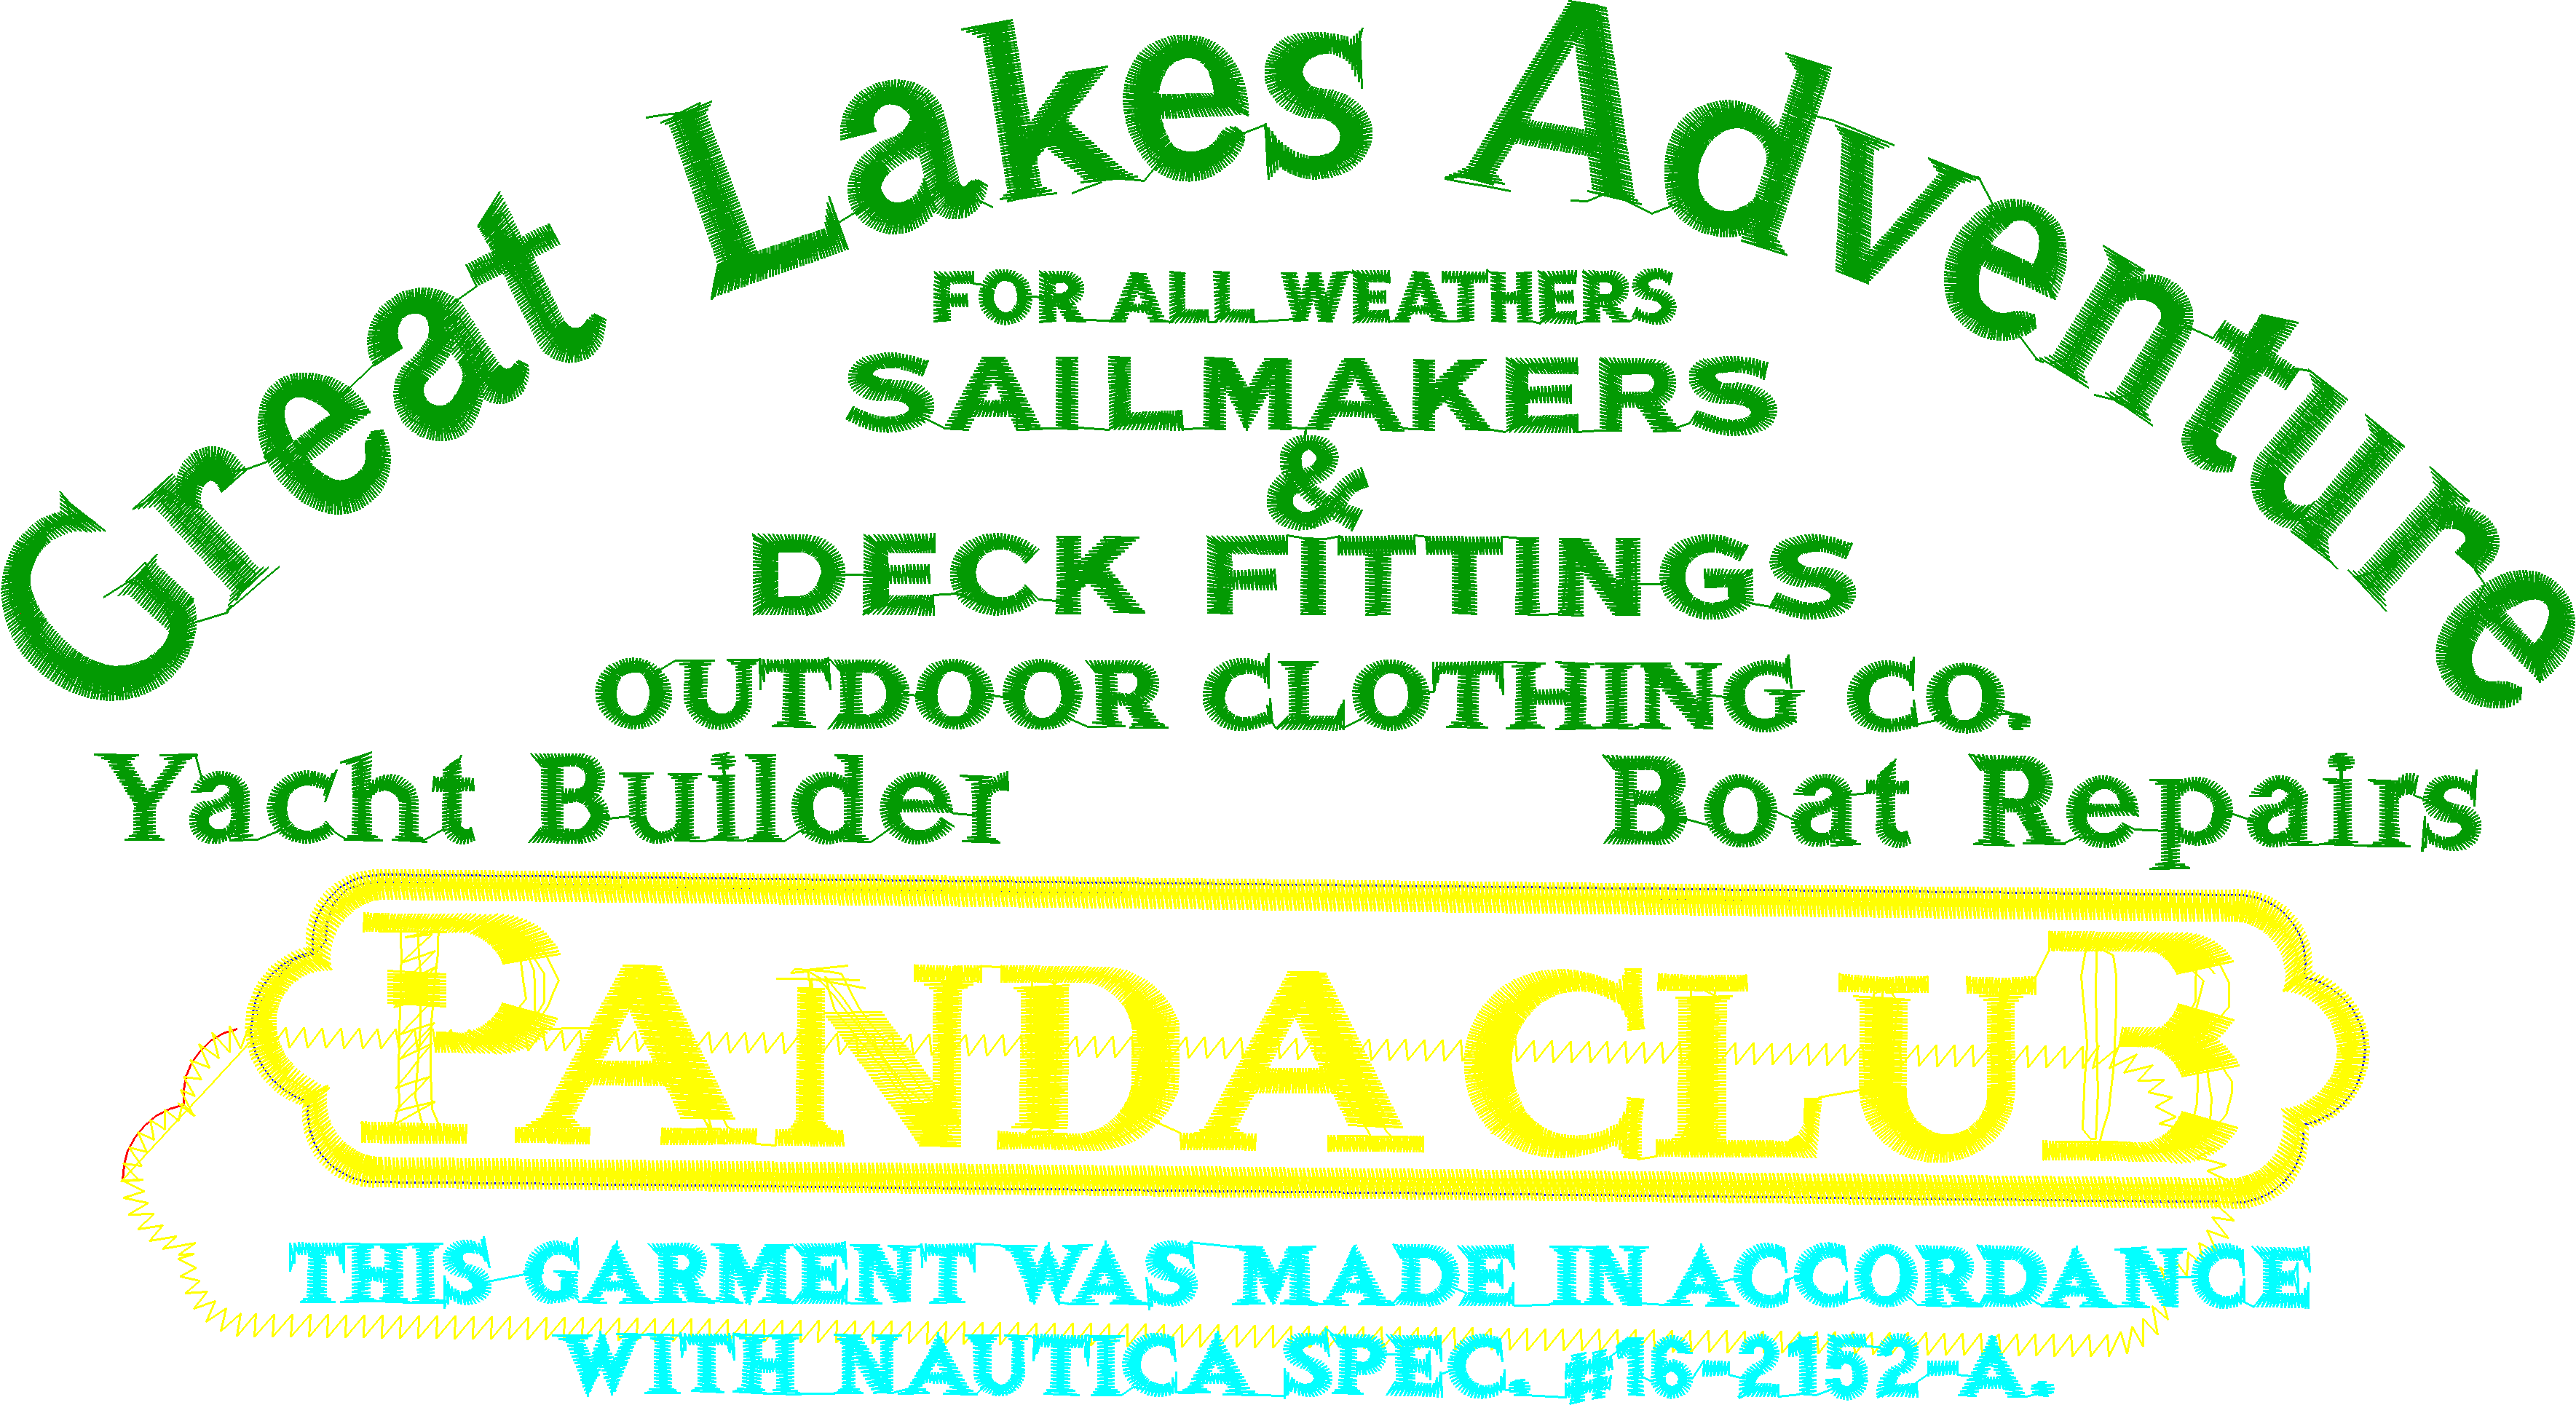 Great Lakes Adventure
FOR ALL WEATHERS
SAILMAKERS
&
DECK FITTINGS
OUTDOOR CLOTHING CO.
Yacht Builder Boat Repairs
PANDA CLUB
THIS GARMENT WAS MADE IN ACCORDANCE
WITH NAUTICA SPEC. #16-2152-A.